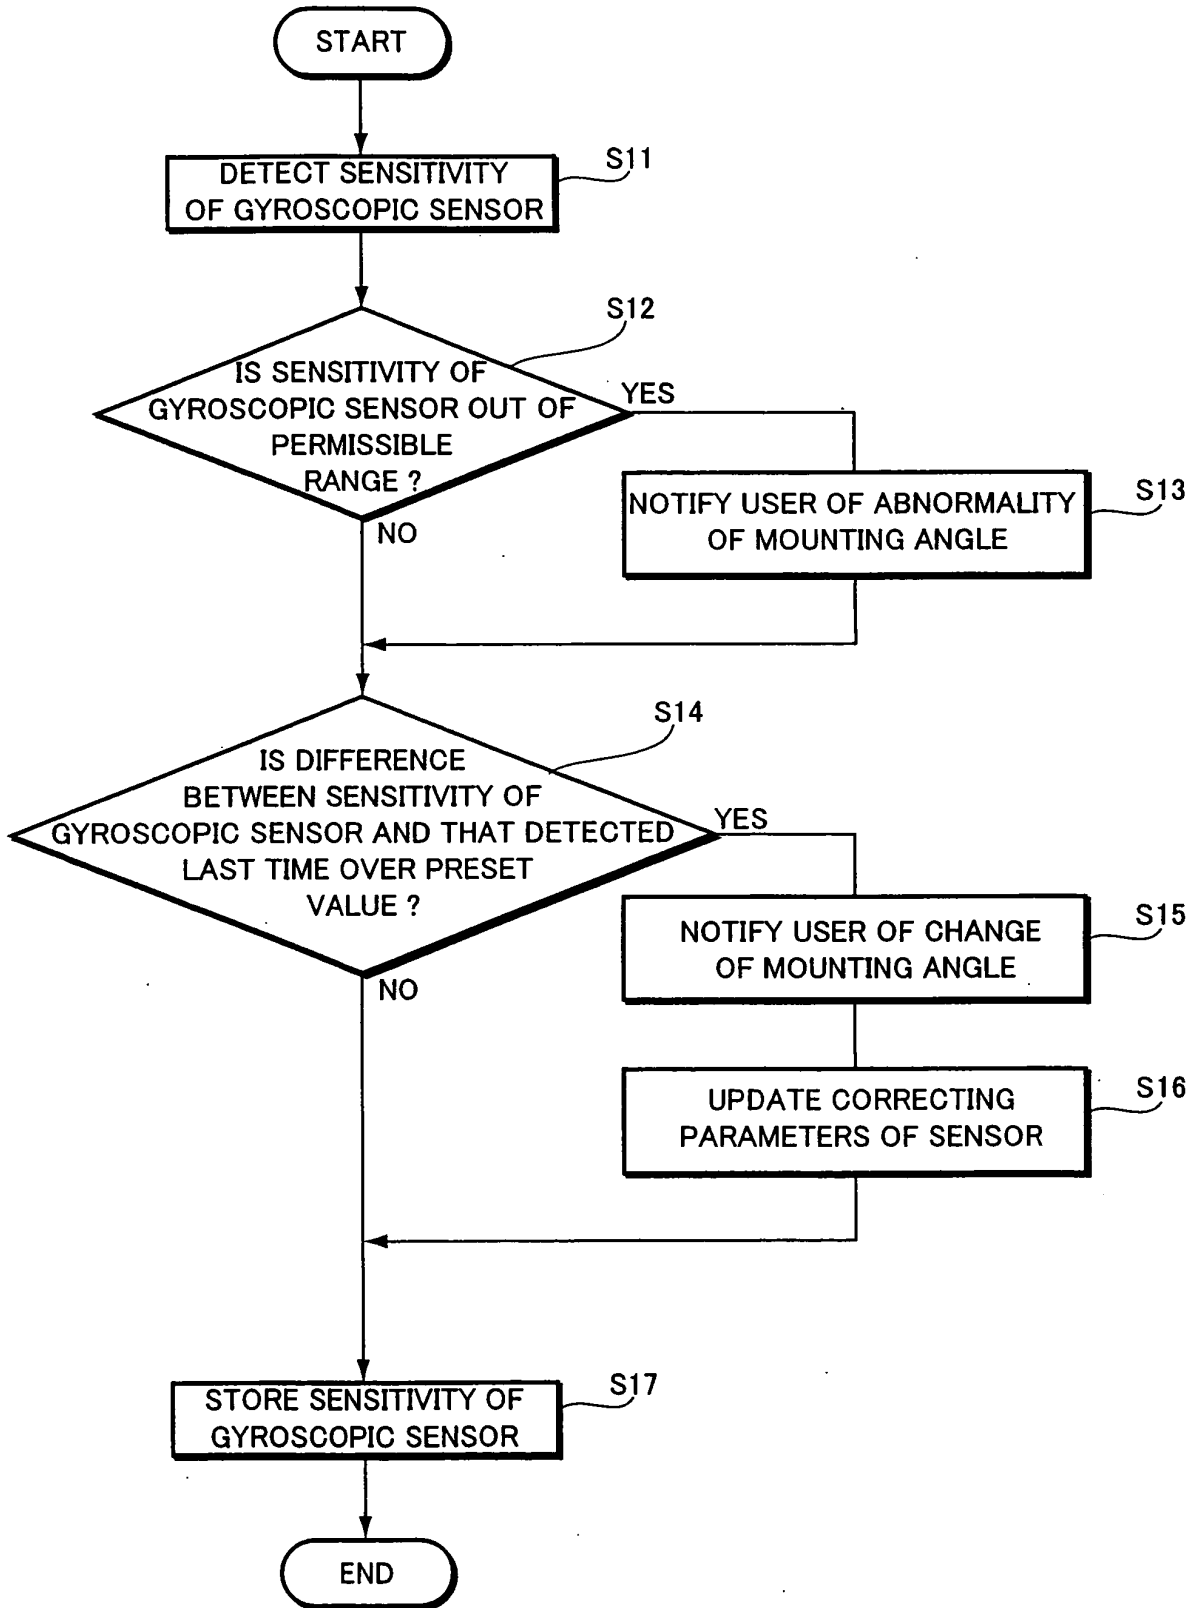 START
S11
DETECT SENSITIVITY
OF GYROSCOPIC SENSOR
S12
IS SENSITIVITY OF
GYROSCOPIC SENSOR OUT OF
PERMISSIBLE
RANGE ?
YES
NO
S13
NOTIFY USER OF ABNORMALITY
OF MOUNTING ANGLE
S14
IS DIFFERENCE
BETWEEN SENSITIVITY OF
GYROSCOPIC SENSOR AND THAT DETECTED
LAST TIME OVER PRESET
VALUE ?
YES
NO
S15
NOTIFY USER OF CHANGE
OF MOUNTING ANGLE
S16
UPDATE CORRECTING
PARAMETERS OF SENSOR
S17
STORE SENSITIVITY OF
GYROSCOPIC SENSOR
END